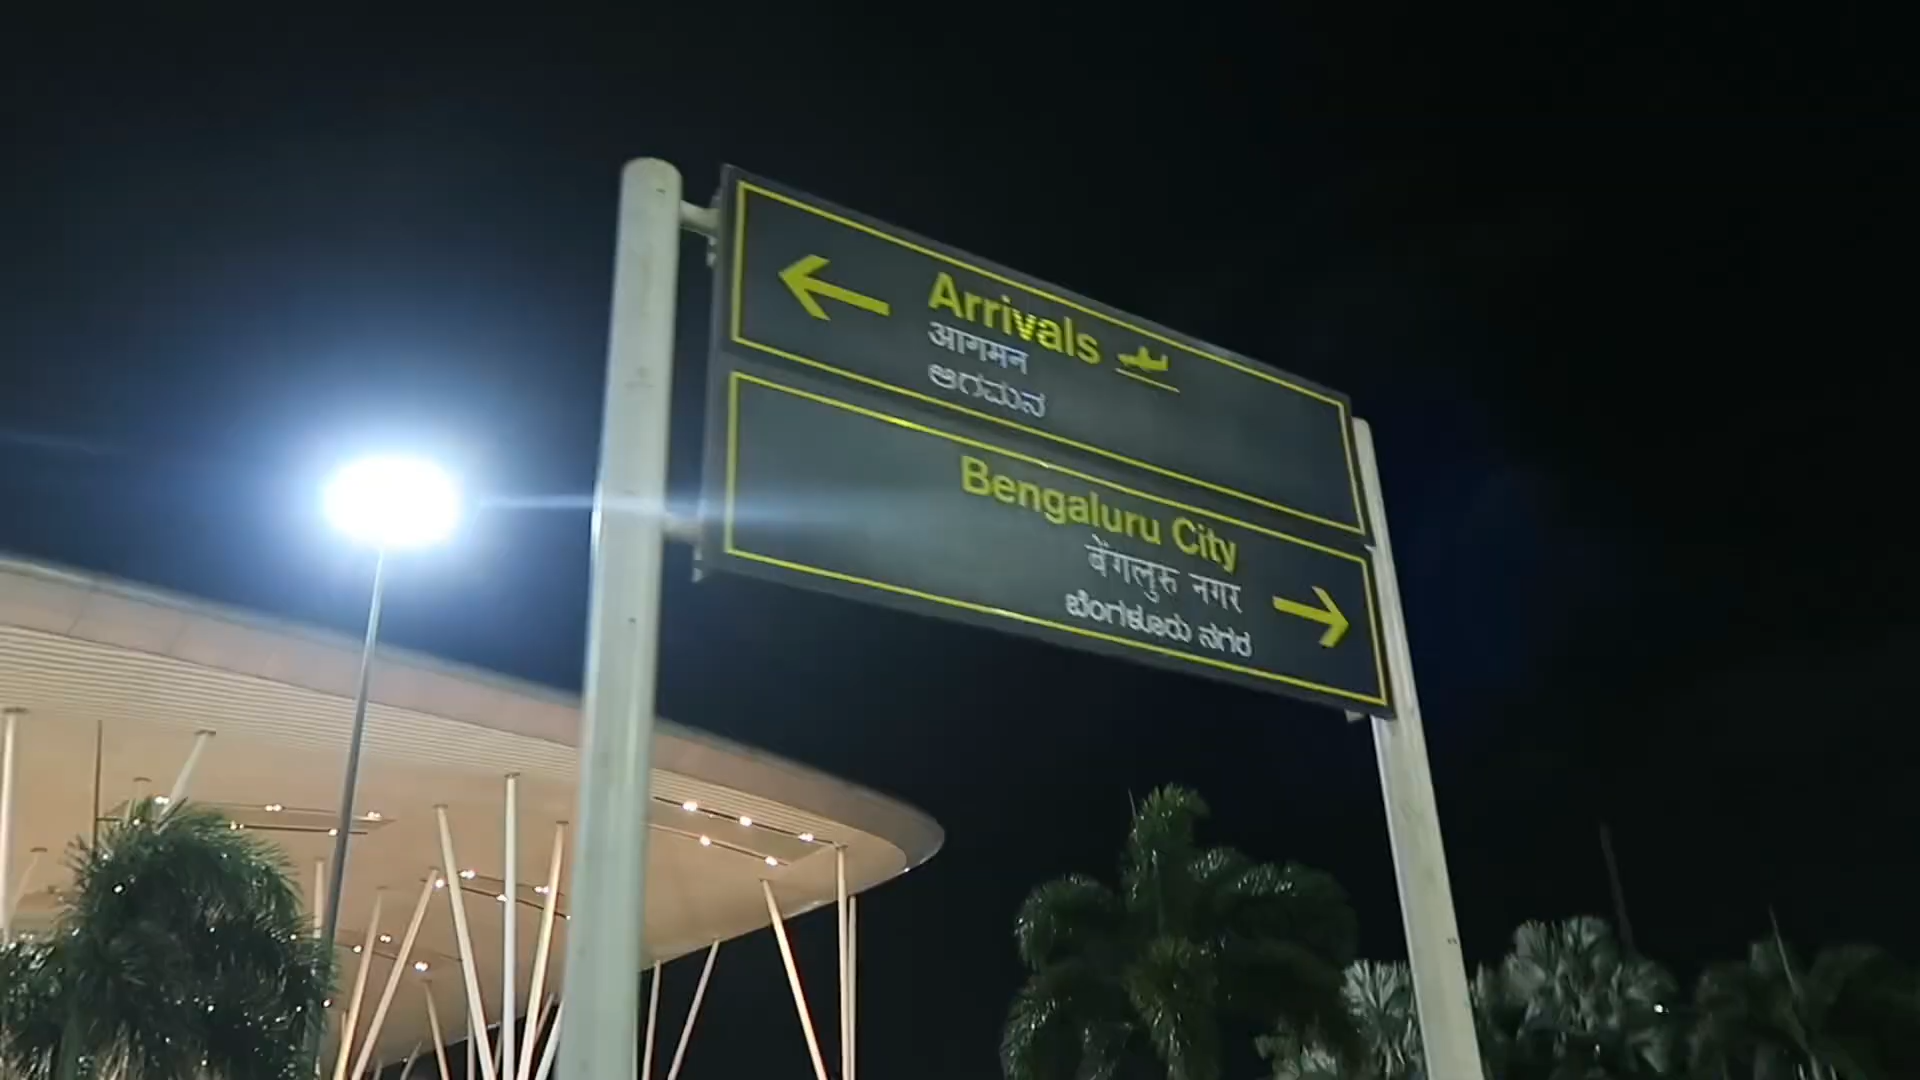 Arrivals
आगमन
ಆಗಮನ
Bengaluru City
बेंगलुरु नगर
ಬೆಂಗಳೂರು ನಗರ